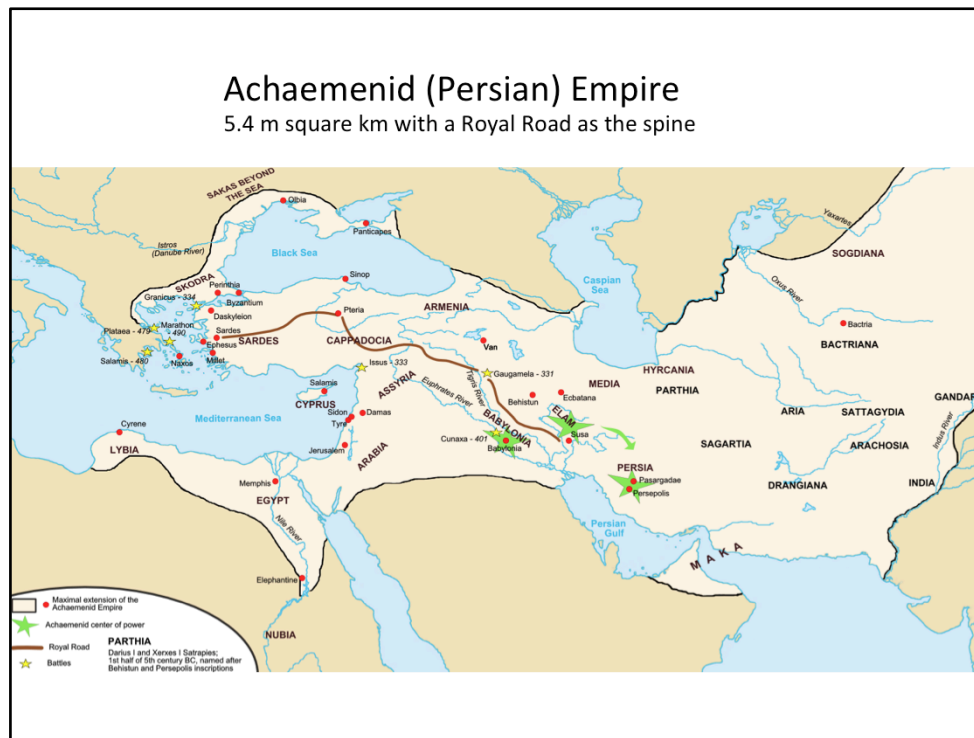 Achaemenid (Persian) Empire
5.4 m square km with a Royal Road as the spine
SAKAS BEYOND
THE SEA
Olbia
Panticapes
Istros
(Danube River)
Black Sea
Caspian
Sea
Yaxartes
SOGDIANA
Oxus River
SKODRA
Perinthia
Sinop
Granicus - 334
Byzantium
Daskyleion
Pteria
ARMENIA
Bactria
BACTRIANA
Marathon
- 490
Plataea - 479
Sardes
SARDES
CAPPADOCIA
Ephesus
Van
Salamis - 480
Naxos
Millet
Issus - 333
Gaugamela - 331
HYRCANIA
MEDIA
PARTHIA
ASSYRIA
Tigris River
Euphrates River
Behistun
Ecbatana
Salamia
CYPRUS
GANDAR
Mediterranean Sea
Sidon
Damas
Tyre
ARIA
SATTAGYDIA
Cyrene
BABYLONIA
ELAM
Cunaxa - 401
Susa
SAGARTIA
ARACHOSIA
Indus River
LYBIA
Jerusalem
ARABIA
Babylonia
PERSIA
Memphis
Pasargadae
Persepolis
DRANGIANA
INDIA
EGYPT
Nile River
Persian
Gulf
MAKA
Elephantine
NUBIA
Maximal extension of the
Achaemenid Empire
Achaemenid center of power
Royal Road
Battles
PARTHIA
Darius I and Xerxes I Satrapies;
1st half of 5th century BC, named after
Behistun and Persepolis inscriptions